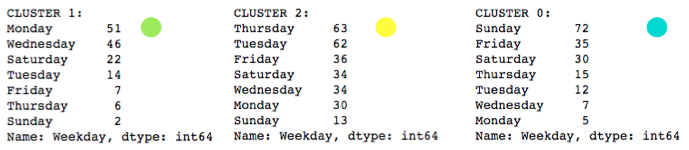 CLUSTER 1:
Monday 51
Wednesday 46
Saturday 22
Tuesday 14
Friday 7
Thursday 6
Sunday 2
Name: Weekday, dtype: int64
CLUSTER 2:
Thursday 63
Tuesday 62
Friday 36
Saturday 34
Wednesday 34
Monday 30
Sunday 13
Name: Weekday, dtype: int64
CLUSTER 0:
Sunday 72
Friday 35
Saturday 30
Thursday 15
Tuesday 12
Wednesday 7
Monday 5
Name: Weekday, dtype: int64